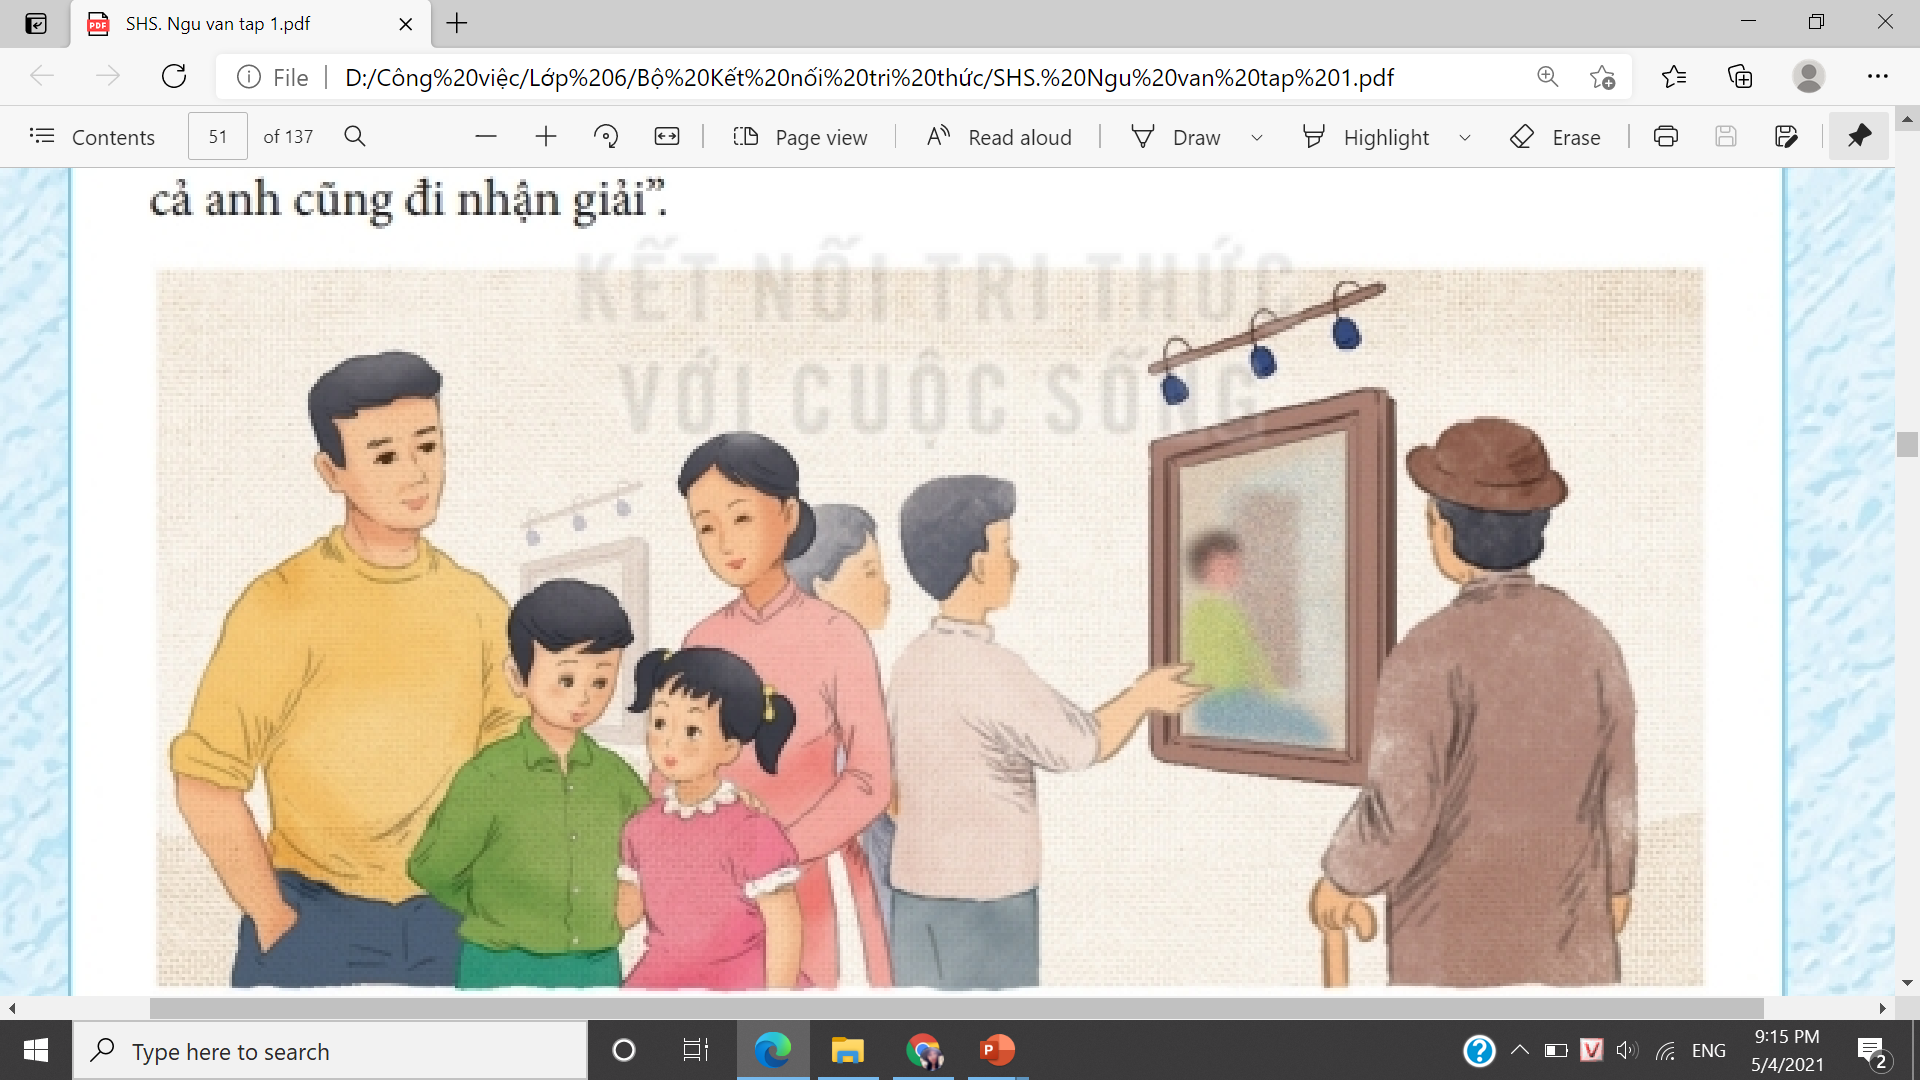 SHS. Ngu van tap 1.pdf
File
D:/Công%20việc/Lớp%206/Bộ%20Kết%20nối%20tri%20thức/SHS.%20Ngu%20van%20tap%201.pdf
Contents 51 of 137 Page view Read aloud Draw Highlight Erase
cả anh cũng đi nhận giải”.
KẾT NỐI TRI THỨC
VỚI CUỘC SỐNG
Type here to search
ENG
9:15 PM
5/4/2021
2